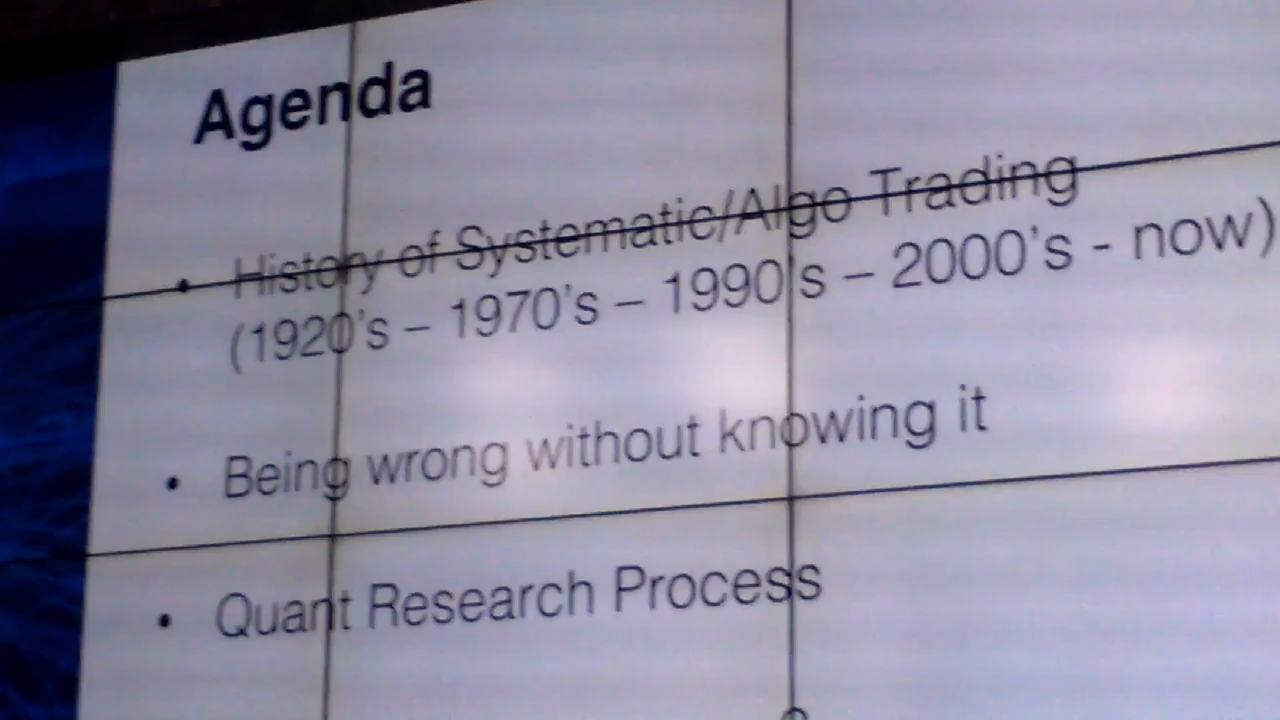 Agenda
• History of Systematic/Algo Trading
(1920's – 1970's – 1990's – 2000's - now)
• Being wrong without knowing it
• Quant Research Process